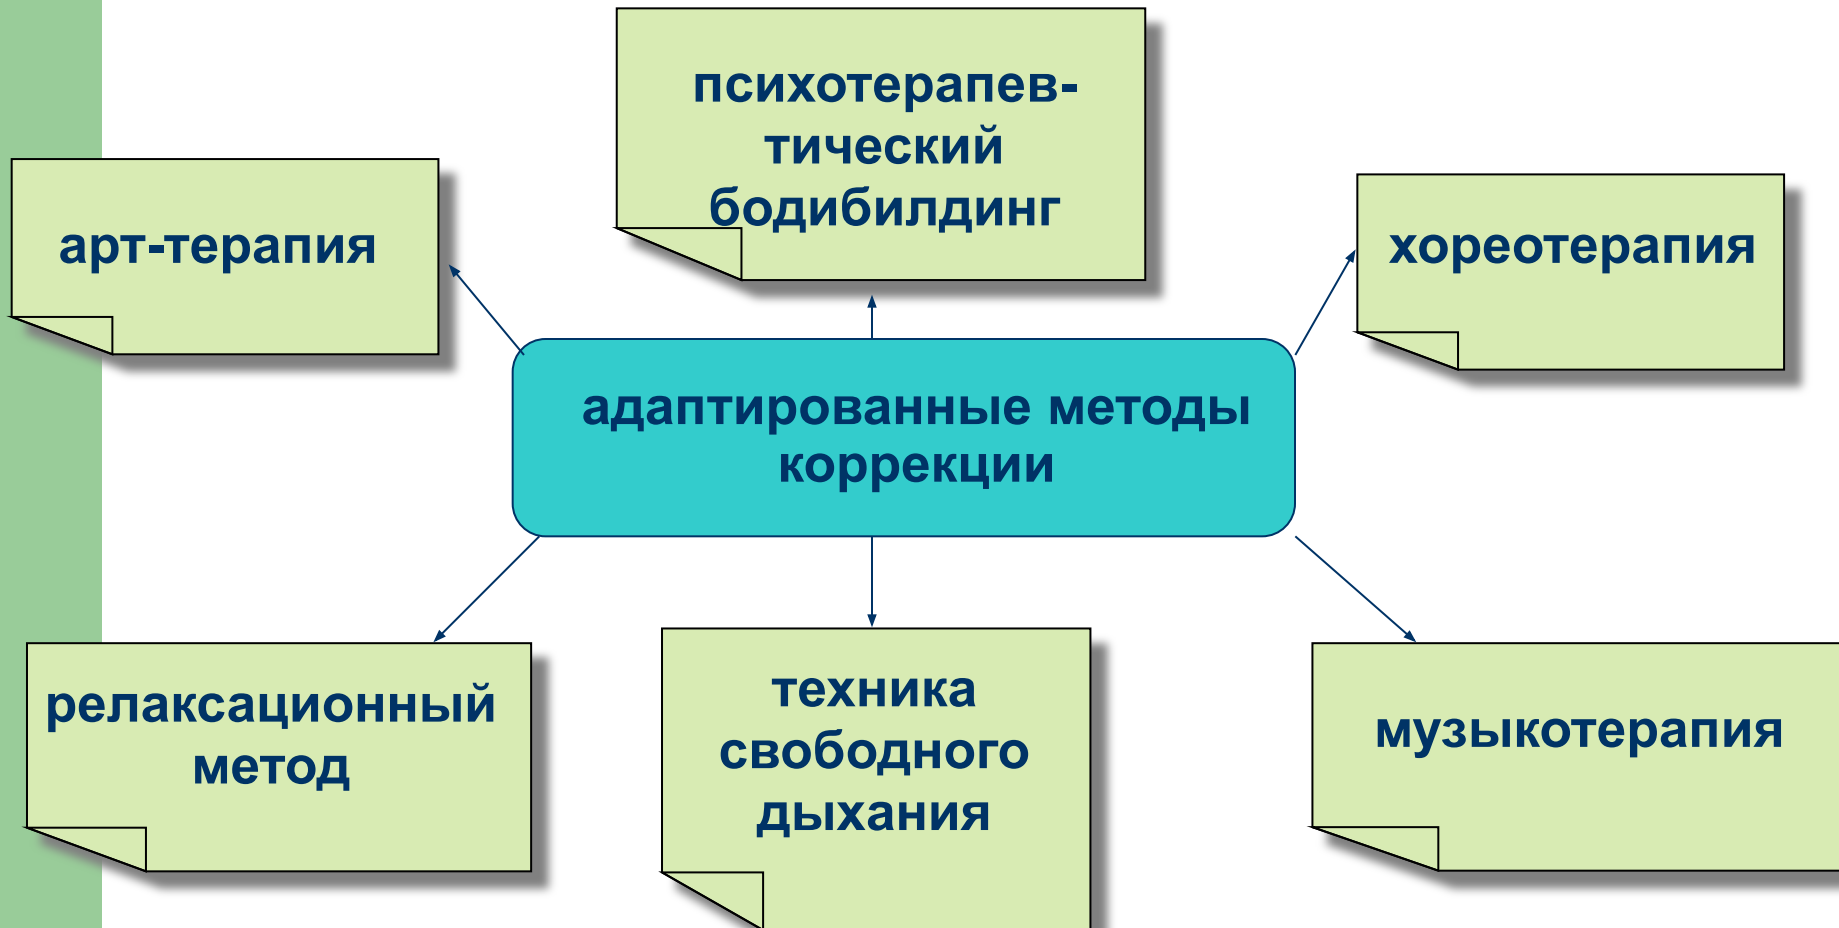 психотерапев-
тический
бодибилдинг
арт-терапия
хореотерапия
адаптированные методы
коррекции
релаксационный
метод
техника
свободного
дыхания
музыкотерапия